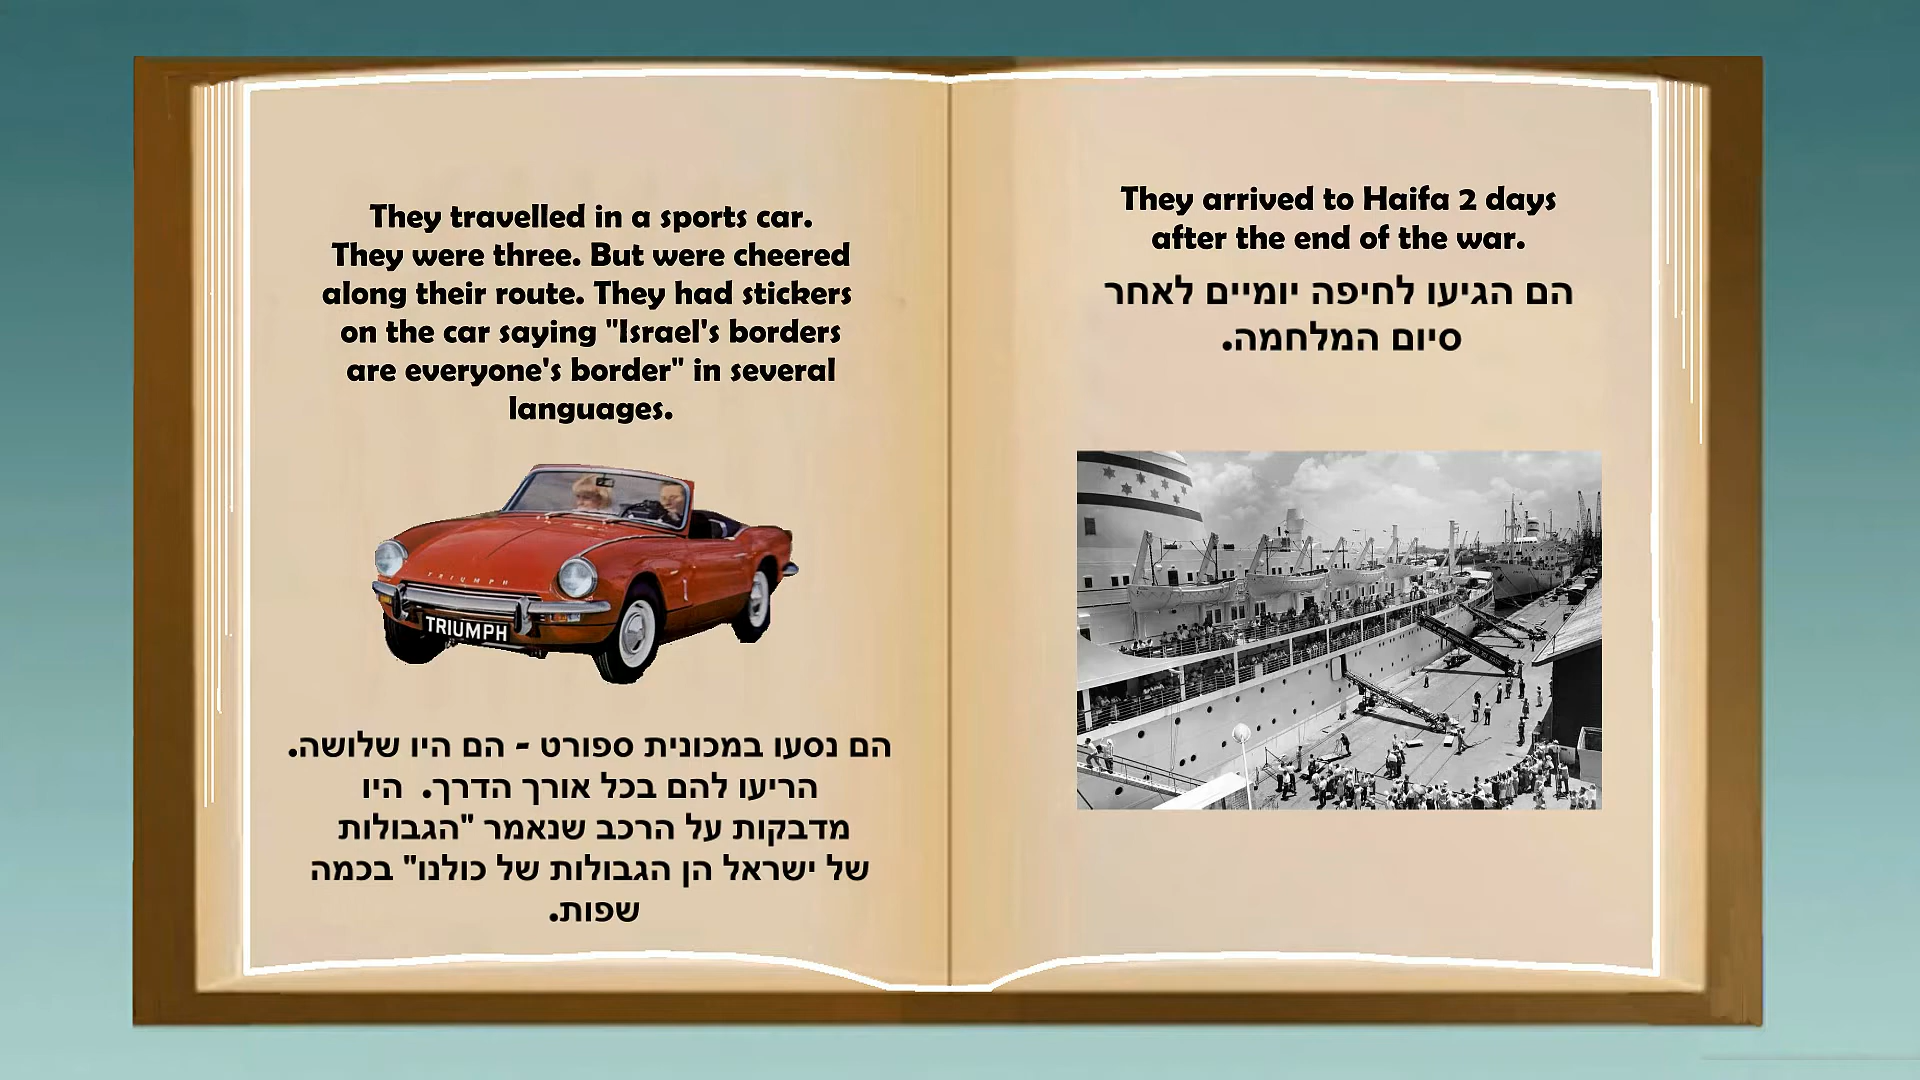 They travelled in a sports car.
They were three. But were cheered
along their route. They had stickers
on the car saying "Israel's borders
are everyone's border" in several
languages.
TRIUMPH
TRIUMPH
הם נסעו במכונית ספורט - הם היו שלושה.
הריעו להם בכל אורך הדרך.  היו
מדבקות על הרכב שנאמר "הגבולות
של ישראל הן הגבולות של כולנו" בכמה
שפות.
They arrived to Haifa 2 days
after the end of the war.
הם הגיעו לחיפה יומיים לאחר
סיום המלחמה.